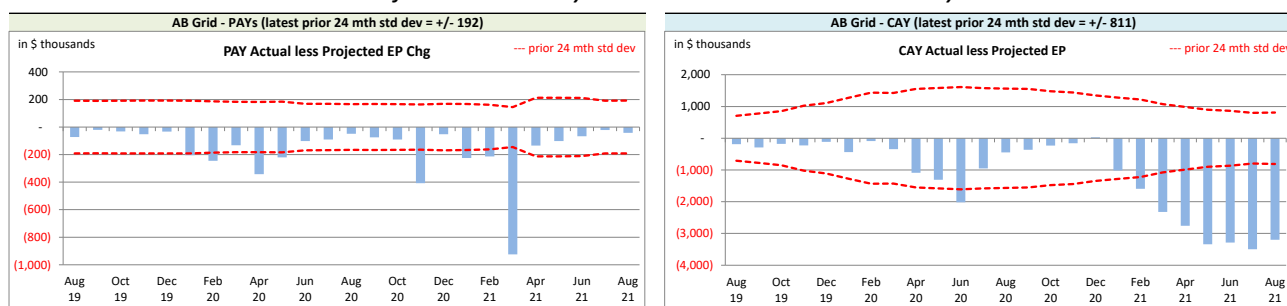 AB Grid - PAYs (latest prior 24 mth std dev = +/- 192)
in $ thousands
PAY Actual less Projected EP Chg
--- prior 24 mth std dev
400
200
-
(200)
(400)
(600)
(800)
(1,000)
Aug Oct Dec Feb Apr Jun Aug Oct Dec Feb Apr Jun Aug
19 19 19 20 20 20 20 20 20 21 21 21 21
AB Grid - CAY (latest prior 24 mth std dev = +/- 811)
in $ thousands
CAY Actual less Projected EP
--- prior 24 mth std dev
2,000
1,000
-
(1,000)
(2,000)
(3,000)
(4,000)
Aug Oct Dec Feb Apr Jun Aug Oct Dec Feb Apr Jun Aug
19 19 19 20 20 20 20 20 20 21 21 21 21